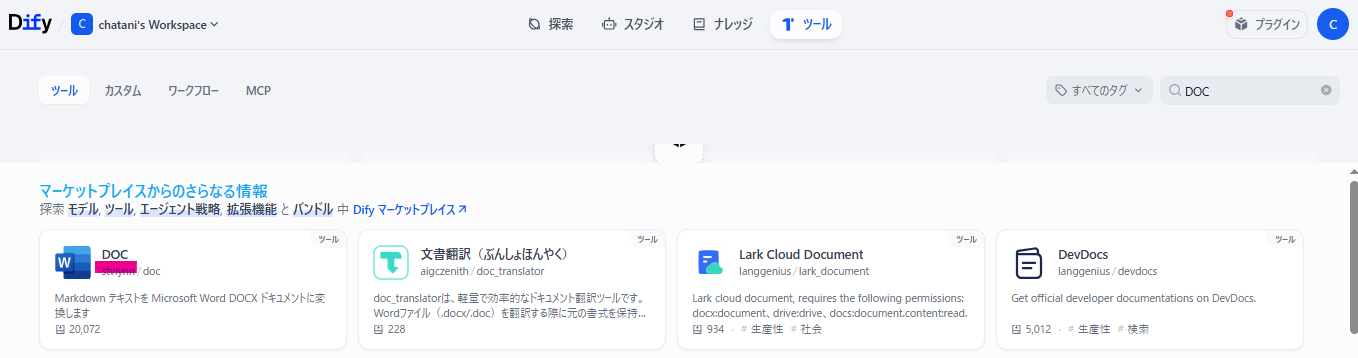 Dify / C chatani's Workspace 探索 スタジオ ナレッジ ツール プラグイン C
ツール カスタム ワークフロー MCP すべてのタグ DOC
マーケットプレイスからのさらなる情報
探索 モデル, ツール, エージェント戦略, 拡張機能 と バンドル 中 Dify マーケットプレイス
ツール
DOC
/ doc
Markdown テキストを Microsoft Word DOCX ドキュメントに変
換します
20,072
ツール
文書翻訳（ぶんしょほんやく）
aigczenith / doc_translator
doc_translatorは、軽量で効率的なドキュメント翻訳ツールです。
Wordファイル（.docx/.doc）を翻訳する際に元の書式を保持...
228
ツール
Lark Cloud Document
langgenius / lark_document
Lark cloud document, requires the following permissions:
docx:document、drive:drive、docs:document.content:read.
934 · # 生産性 # 社会
ツール
DevDocs
langgenius / devdocs
Get official developer documentations on DevDocs.
5,012 · # 生産性 # 検索